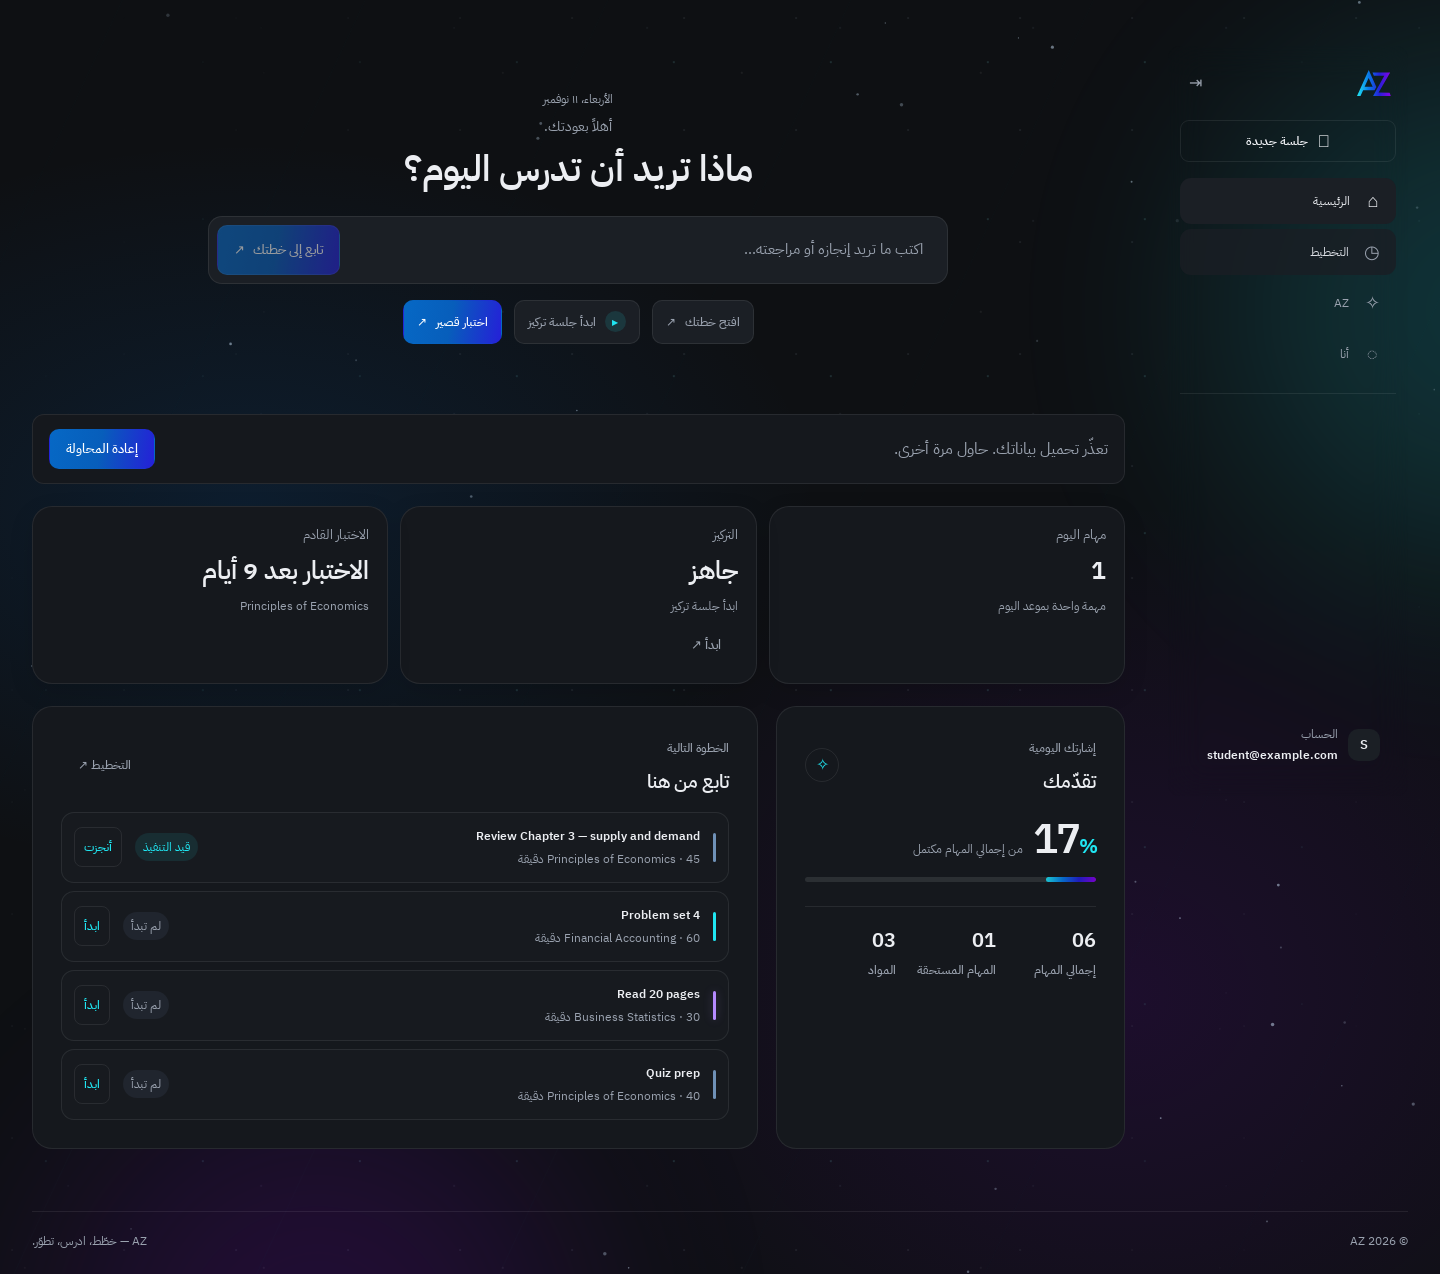 AZ
جلسة جديدة
الرئيسية
التخطيط
AZ
أنا
الحساب
S
student@example.com
الأربعاء، ١١ نوفمبر
أهلاً بعودتك.
ماذا تريد أن تدرس اليوم؟
اكتب ما تريد إنجازه أو مراجعته...
تابع إلى خطتك ↗
افتح خطتك ↗
ابدأ جلسة تركيز
اختبار قصير ↗
تعذّر تحميل بياناتك. حاول مرة أخرى.
إعادة المحاولة
مهام اليوم
1
مهمة واحدة بموعد اليوم
التركيز
جاهز
ابدأ جلسة تركيز
ابدأ ↗
الاختبار القادم
الاختبار بعد 9 أيام
Principles of Economics
إشارتك اليومية
تقدّمك
17%
من إجمالي المهام مكتمل
06
إجمالي المهام
01
المهام المستحقة
03
المواد
الخطوة التالية
تابع من هنا
التخطيط ↗
Review Chapter 3 — supply and demand
Principles of Economics · 45 دقيقة
قيد التنفيذ
أنجزت
Problem set 4
Financial Accounting · 60 دقيقة
لم تبدأ
ابدأ
Read 20 pages
Business Statistics · 30 دقيقة
لم تبدأ
ابدأ
Quiz prep
Principles of Economics · 40 دقيقة
لم تبدأ
ابدأ
© 2026 AZ
AZ — خطّط، ادرس، تطوّر.